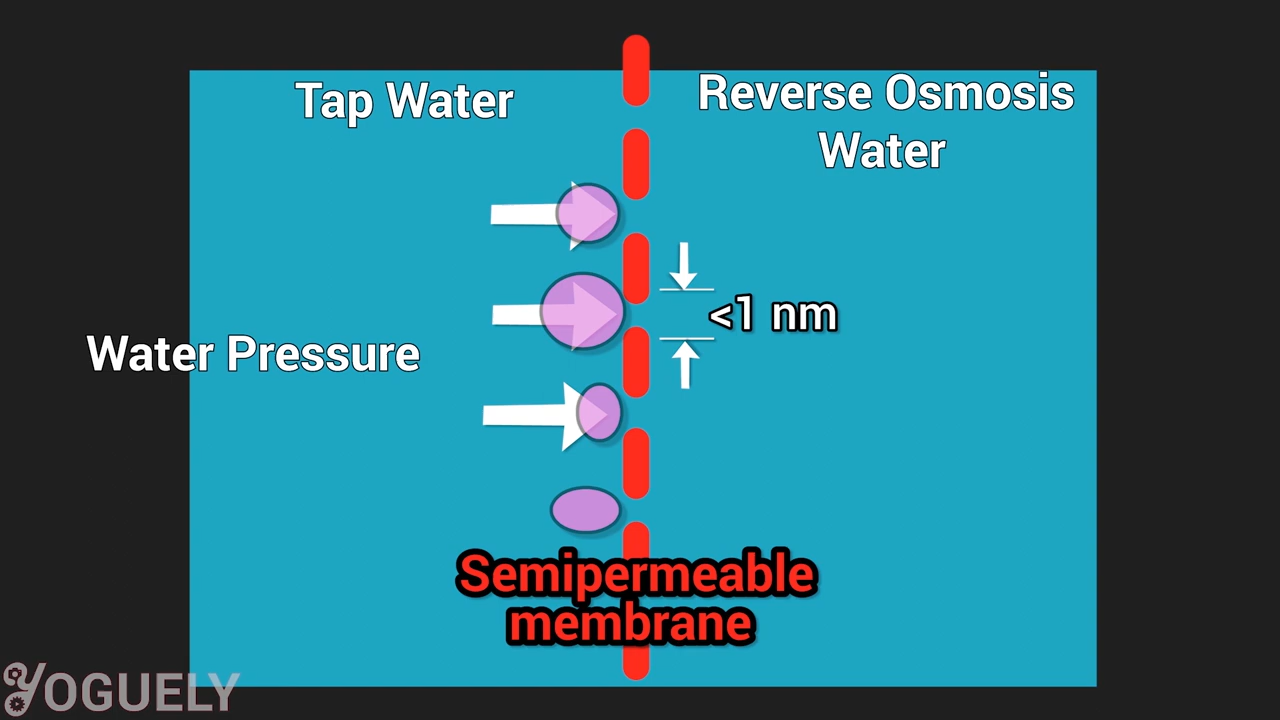 Tap Water
Reverse Osmosis
Water
<1 nm
Water Pressure
Semipermeable
membrane
YOGUELY